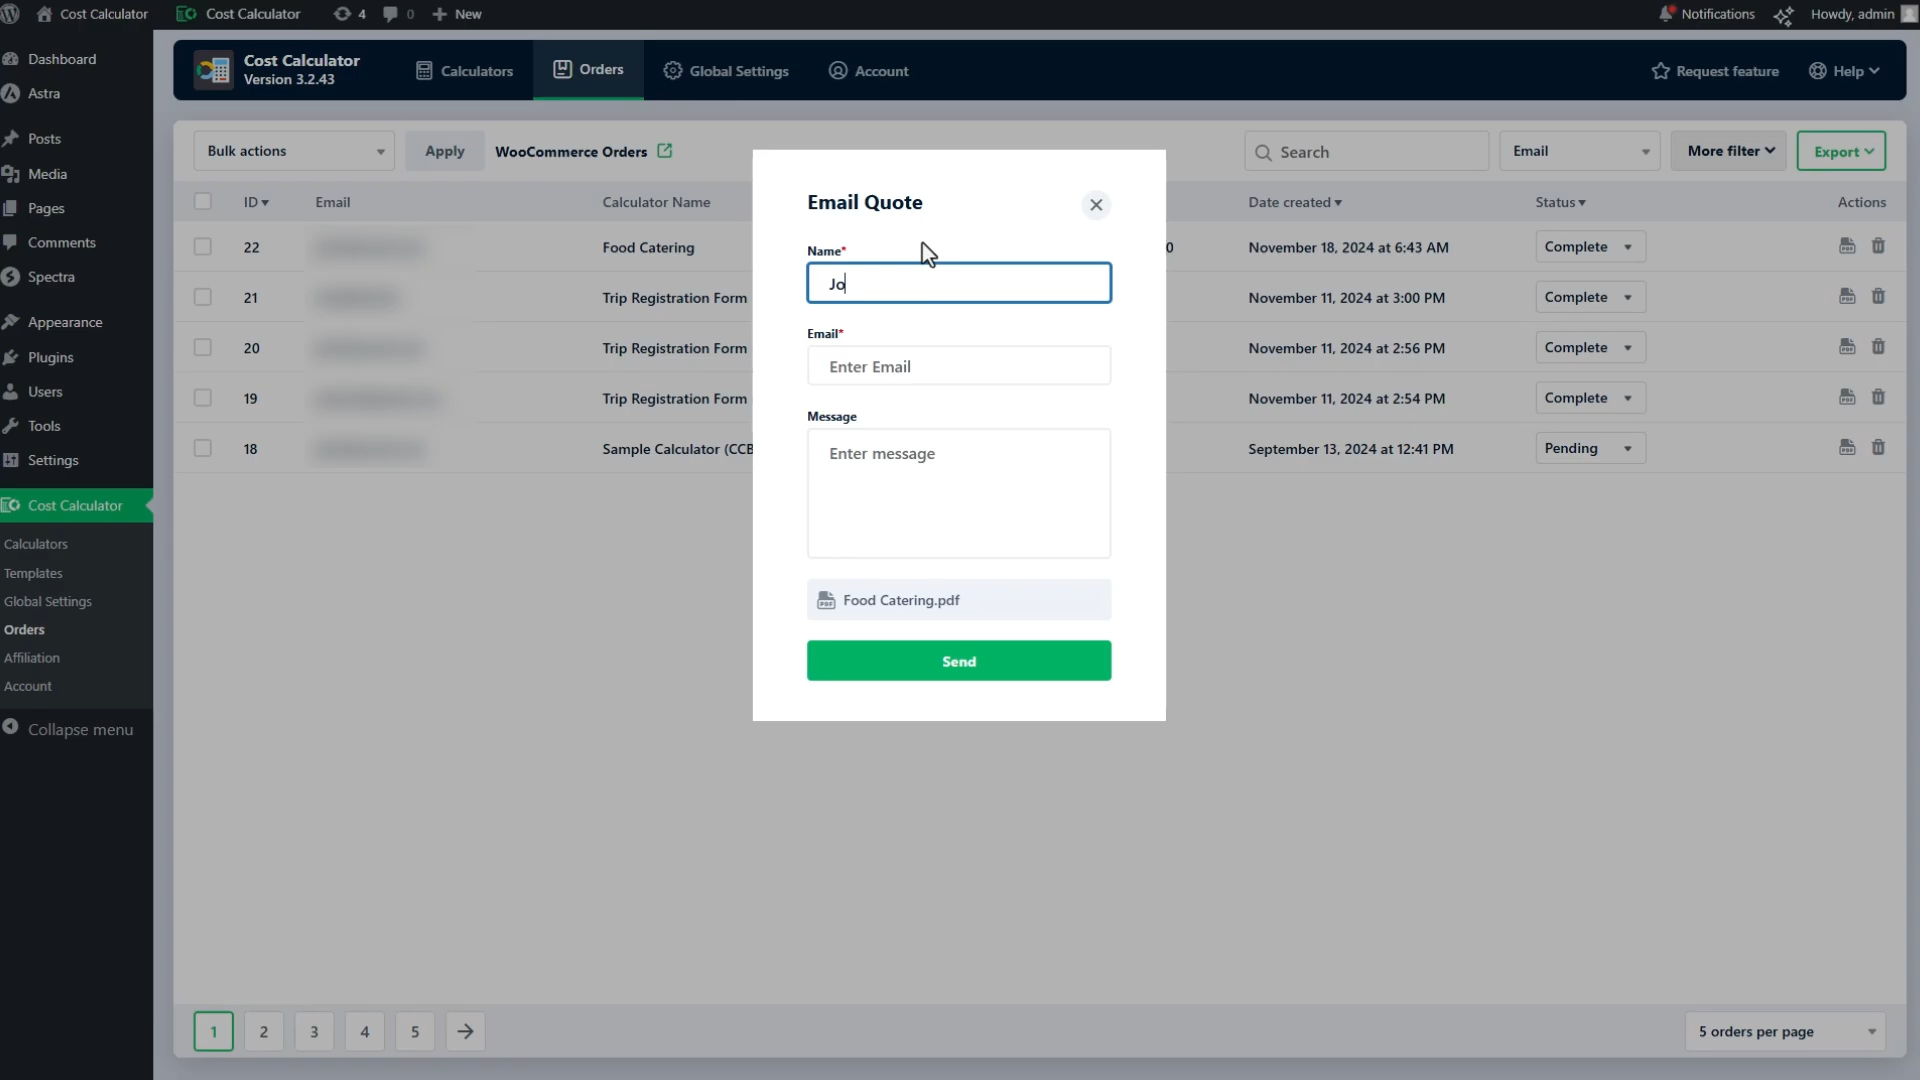 Cost Calculator
Cost Calculator
4
0
New
Notifications
Howdy, admin
Dashboard
Astra
Posts
Media
Pages
Comments
Spectra
Appearance
Plugins
Users
Tools
Settings
Cost Calculator
Calculators
Templates
Global Settings
Orders
Affiliation
Account
Collapse menu
Cost Calculator
Version 3.2.43
Calculators
Orders
Global Settings
Account
Request feature
Help
Bulk actions
Apply
WooCommerce Orders
Search
Email
More filter
Export
ID
Email
Calculator Name
Date created
Status
Actions
22
Food Catering
0
November 18, 2024 at 6:43 AM
Complete
21
Trip Registration Form
November 11, 2024 at 3:00 PM
Complete
20
Trip Registration Form
November 11, 2024 at 2:56 PM
Complete
19
Trip Registration Form
November 11, 2024 at 2:54 PM
Complete
18
Sample Calculator (CCB
September 13, 2024 at 12:41 PM
Pending
Email Quote
Name*
Jo
Email*
Enter Email
Message
Enter message
PDF
Food Catering.pdf
Send
1
2
3
4
5
5 orders per page